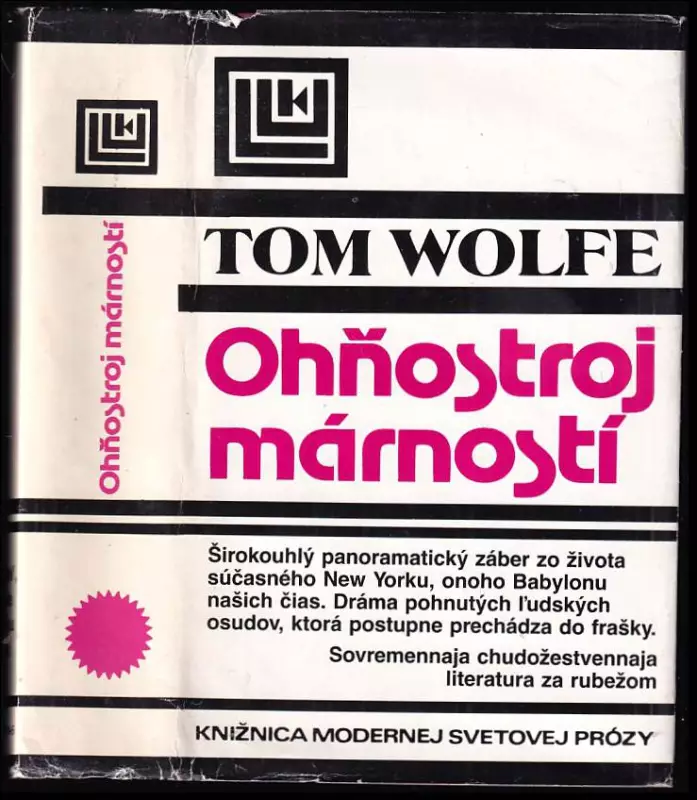 Ohňostroj márností
TOM WOLFE
Ohňostroj
márností
Širokouhlý panoramatický záber zo života
súčasného New Yorku, onoho Babylonu
našich čias. Dráma pohnutých ľudských
osudov, ktorá postupne prechádza do frašky.
Sovremennaja chudožestvennaja
literatura za rubežom
KNIŽNICA MODERNEJ SVETOVEJ PRÓZY